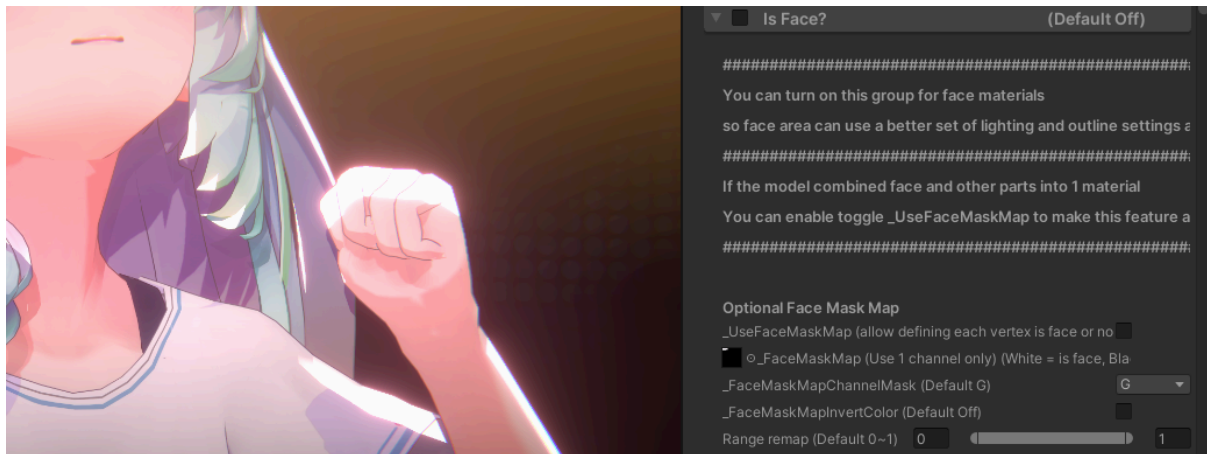 Is Face? (Default Off)
################################################
You can turn on this group for face materials
so face area can use a better set of lighting and outline settings a
################################################
If the model combined face and other parts into 1 material
You can enable toggle _UseFaceMaskMap to make this feature a
################################################
Optional Face Mask Map
_UseFaceMaskMap (allow defining each vertex is face or no
_FaceMaskMap (Use 1 channel only) (White = is face, Bla
_FaceMaskMapChannelMask (Default G) G
_FaceMaskMapInvertColor (Default Off)
Range remap (Default 0~1) 0 1